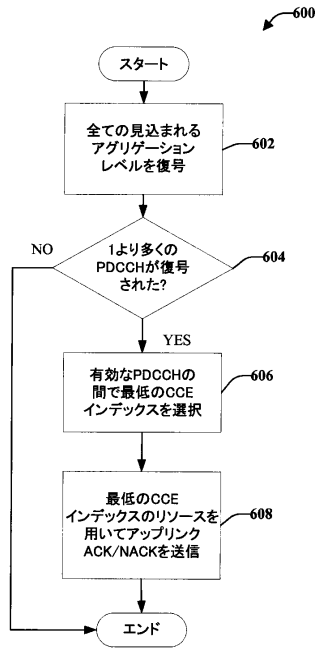 600
スタート
全ての見込まれる
アグリゲーション
レベルを復号
602
1より多くの
PDCCHが復号
された?
604
NO
YES
有効なPDCCHの
間で最低のCCE
インデックスを選択
606
最低のCCE
インデックスのリソースを
用いてアップリンク
ACK/NACKを送信
608
エンド